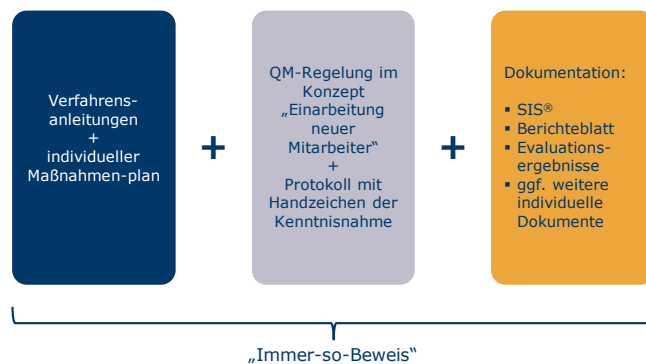 Verfahrens-
anleitungen
+
individueller
Maßnahmen-plan
+
QM-Regelung im
Konzept
„Einarbeitung
neuer
Mitarbeiter“
+
Protokoll mit
Handzeichen der
Kenntnisnahme
+
Dokumentation:
▪ SIS®
▪ Berichteblatt
▪ Evaluations-
ergebnisse
▪ ggf. weitere
individuelle
Dokumente
„Immer-so-Beweis“